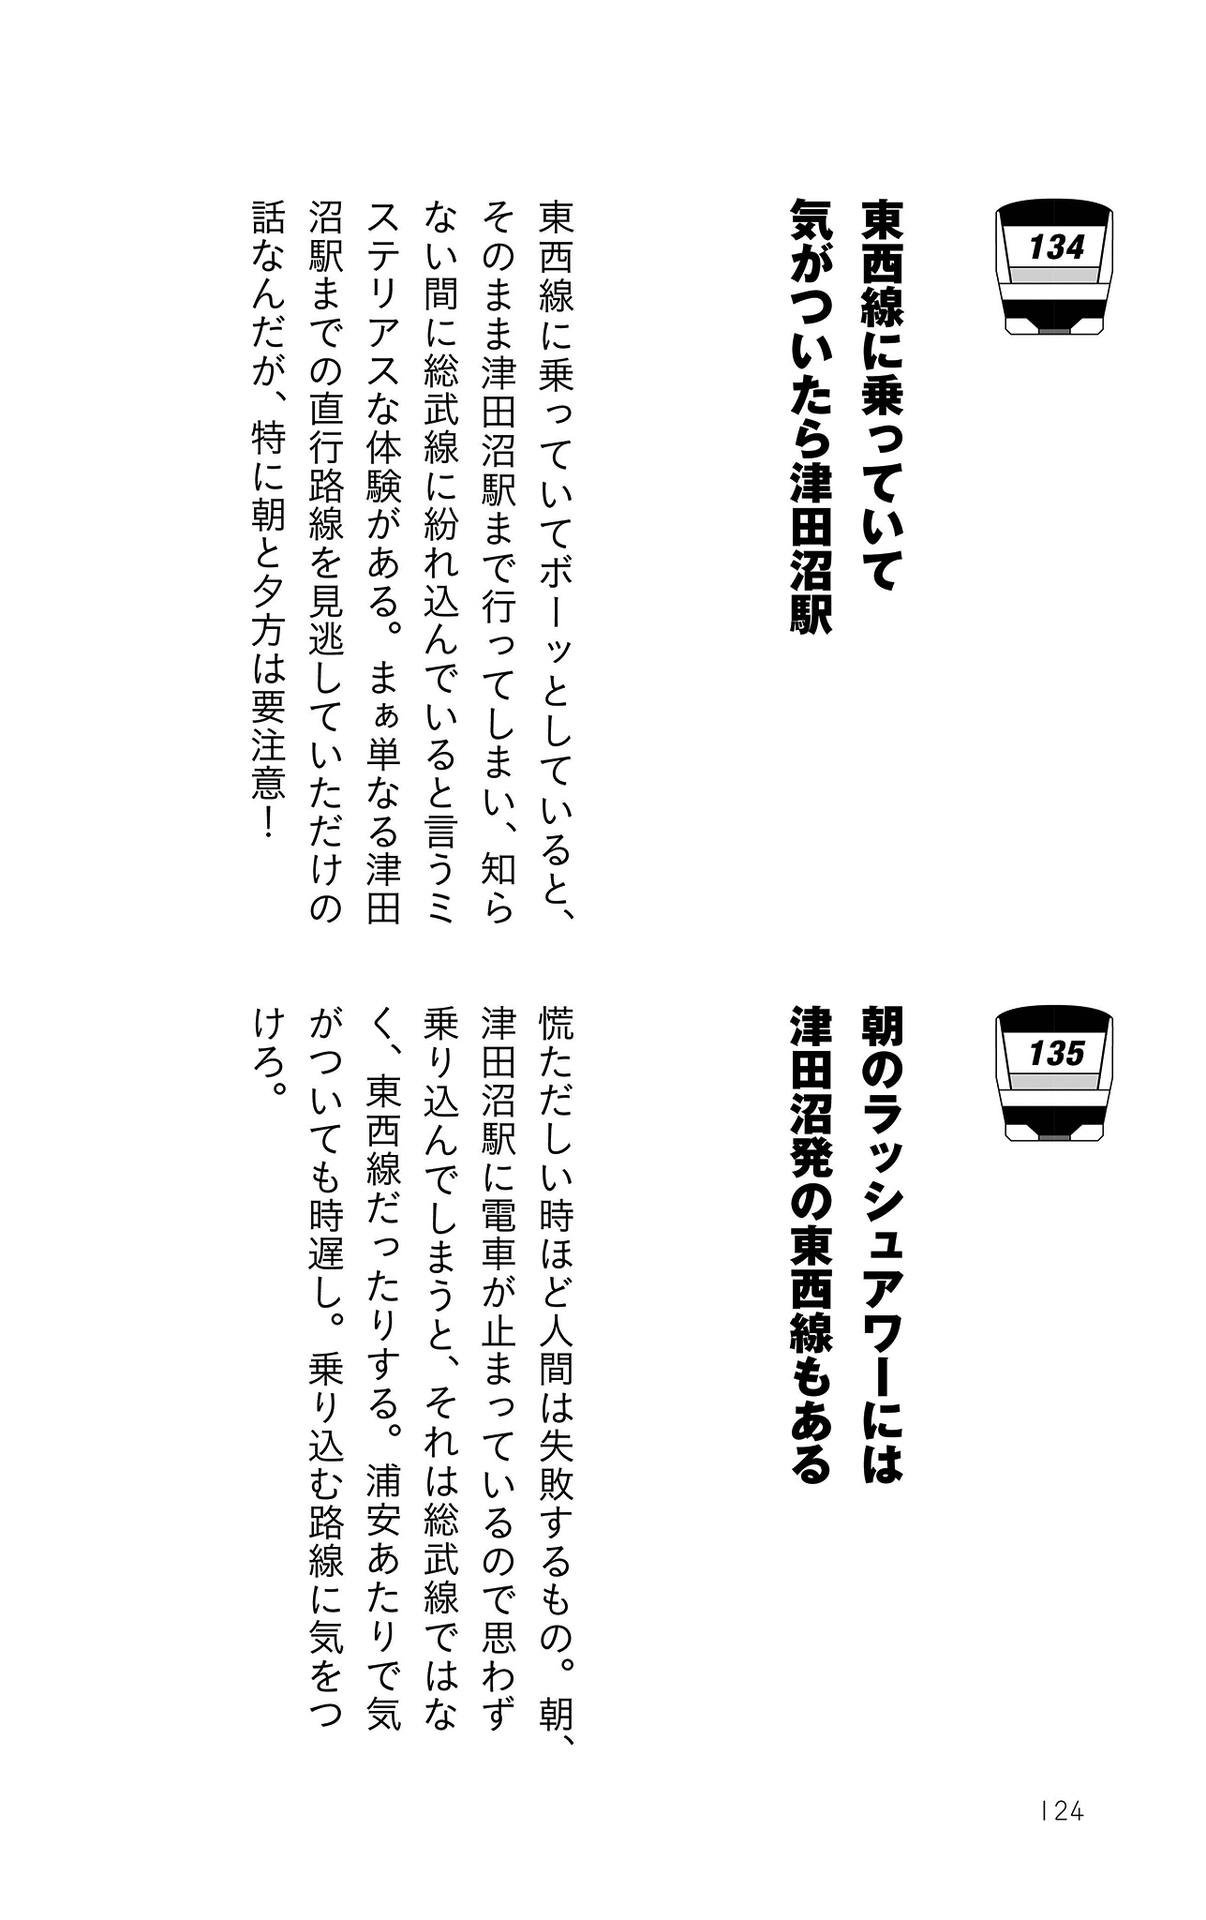 134
東西線に乗っていて
気がついたら津田沼駅
東西線に乗っていてボーッとしていると、
そのまま津田沼駅まで行ってしまい、知ら
ない間に総武線に紛れ込んでいると言うミ
ステリアスな体験がある。まぁ単なる津田
沼駅までの直行路線を見逃していただけの
話なんだが、特に朝と夕方は要注意！
135
朝のラッシュアワーには
津田沼発の東西線もある
慌ただしい時ほど人間は失敗するもの。朝、
津田沼駅に電車が止まっているので思わず
乗り込んでしまうと、それは総武線ではな
く、東西線だったりする。浦安あたりで気
がついても時遅し。乗り込む路線に気をつ
けろ。
124